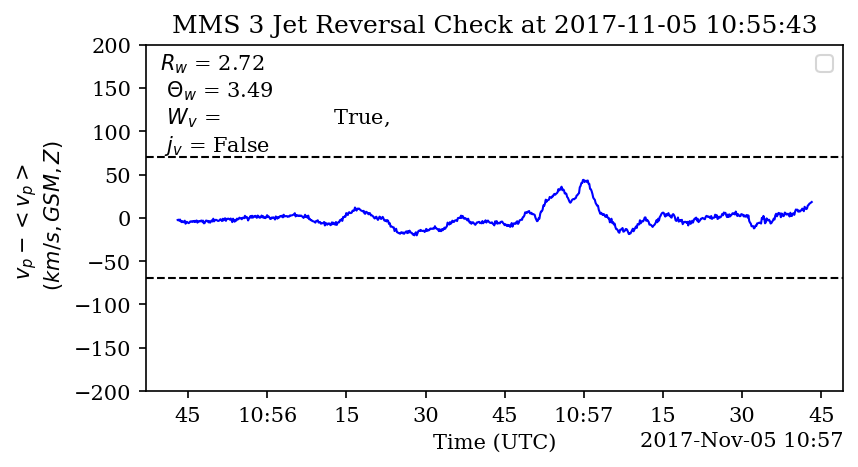 MMS 3 Jet Reversal Check at 2017-11-05 10:55:43
R_w = 2.72
Θ_w = 3.49
W_v = True,
j_v = False
v_p − < v_p >
(km/s, GSM, Z)
200
150
100
50
0
−50
−100
−150
−200
45 10:56 15 30 45 10:57 15 30 45
Time (UTC) 2017-Nov-05 10:57